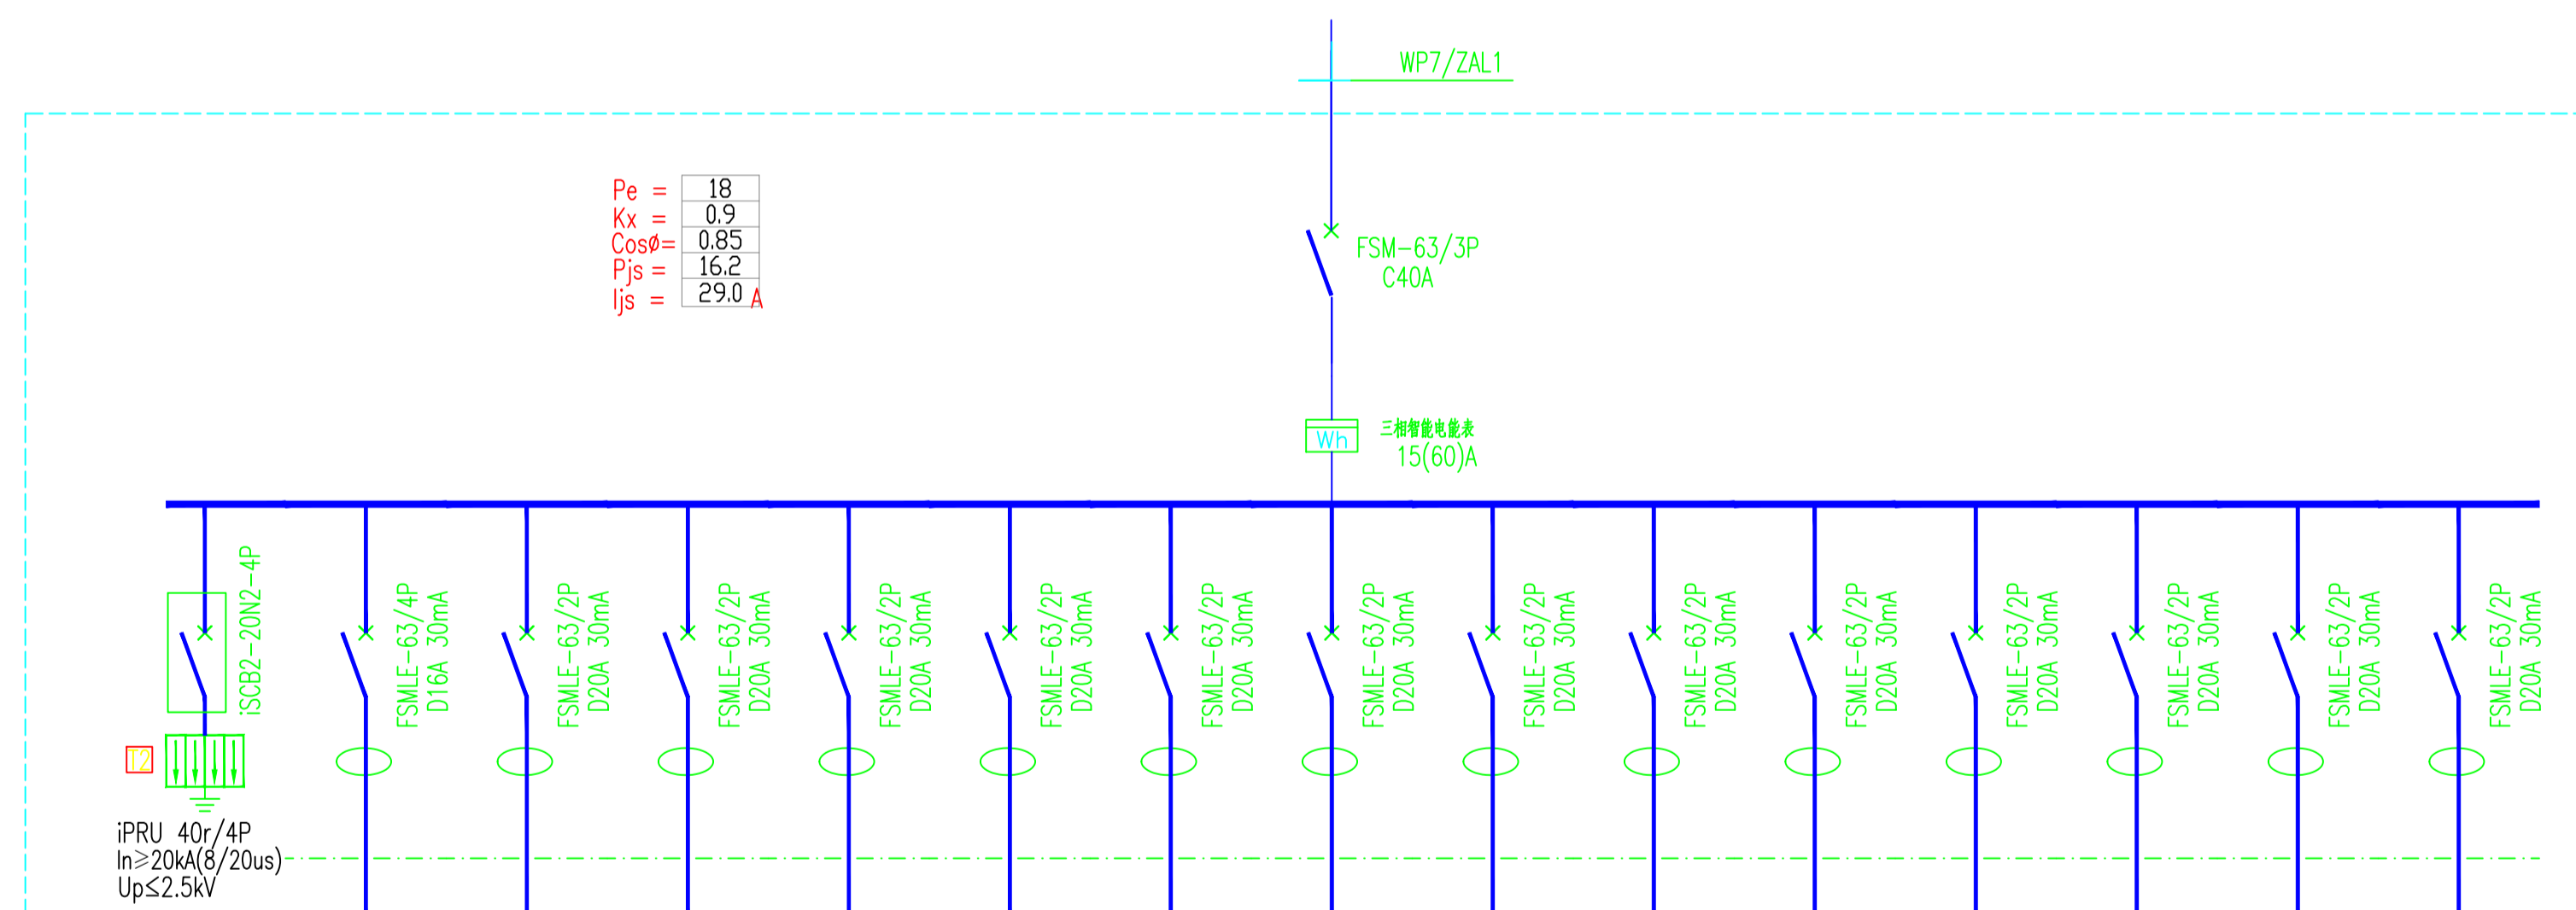 WP7/ZAL1
Pe = 18
Kx = 0.9
Cosø= 0.85
Pjs = 16.2
Ijs = 29.0 A
FSM-63/3P
C40A
Wh
三相智能电能表
15(60)A
iSCB2-20N2-4P
FSMLE-63/4P
D16A 30mA
FSMLE-63/2P
D20A 30mA
FSMLE-63/2P
D20A 30mA
FSMLE-63/2P
D20A 30mA
FSMLE-63/2P
D20A 30mA
FSMLE-63/2P
D20A 30mA
FSMLE-63/2P
D20A 30mA
FSMLE-63/2P
D20A 30mA
FSMLE-63/2P
D20A 30mA
FSMLE-63/2P
D20A 30mA
FSMLE-63/2P
D20A 30mA
FSMLE-63/2P
D20A 30mA
FSMLE-63/2P
D20A 30mA
FSMLE-63/2P
D20A 30mA
T2
iPRU 40r/4P
In≥20kA(8/20us)
Up≤2.5kV